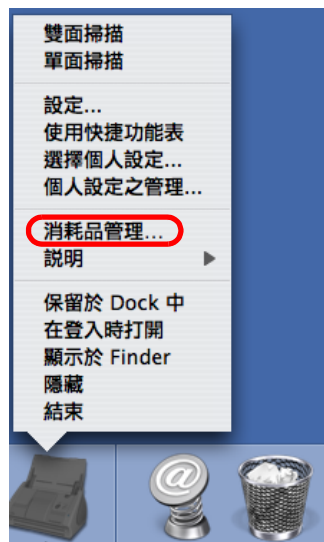 雙面掃描
單面掃描
設定...
使用快捷功能表
選擇個人設定...
個人設定之管理...
消耗品管理...
説明
保留於 Dock 中
在登入時打開
顯示於 Finder
隱藏
結束
@